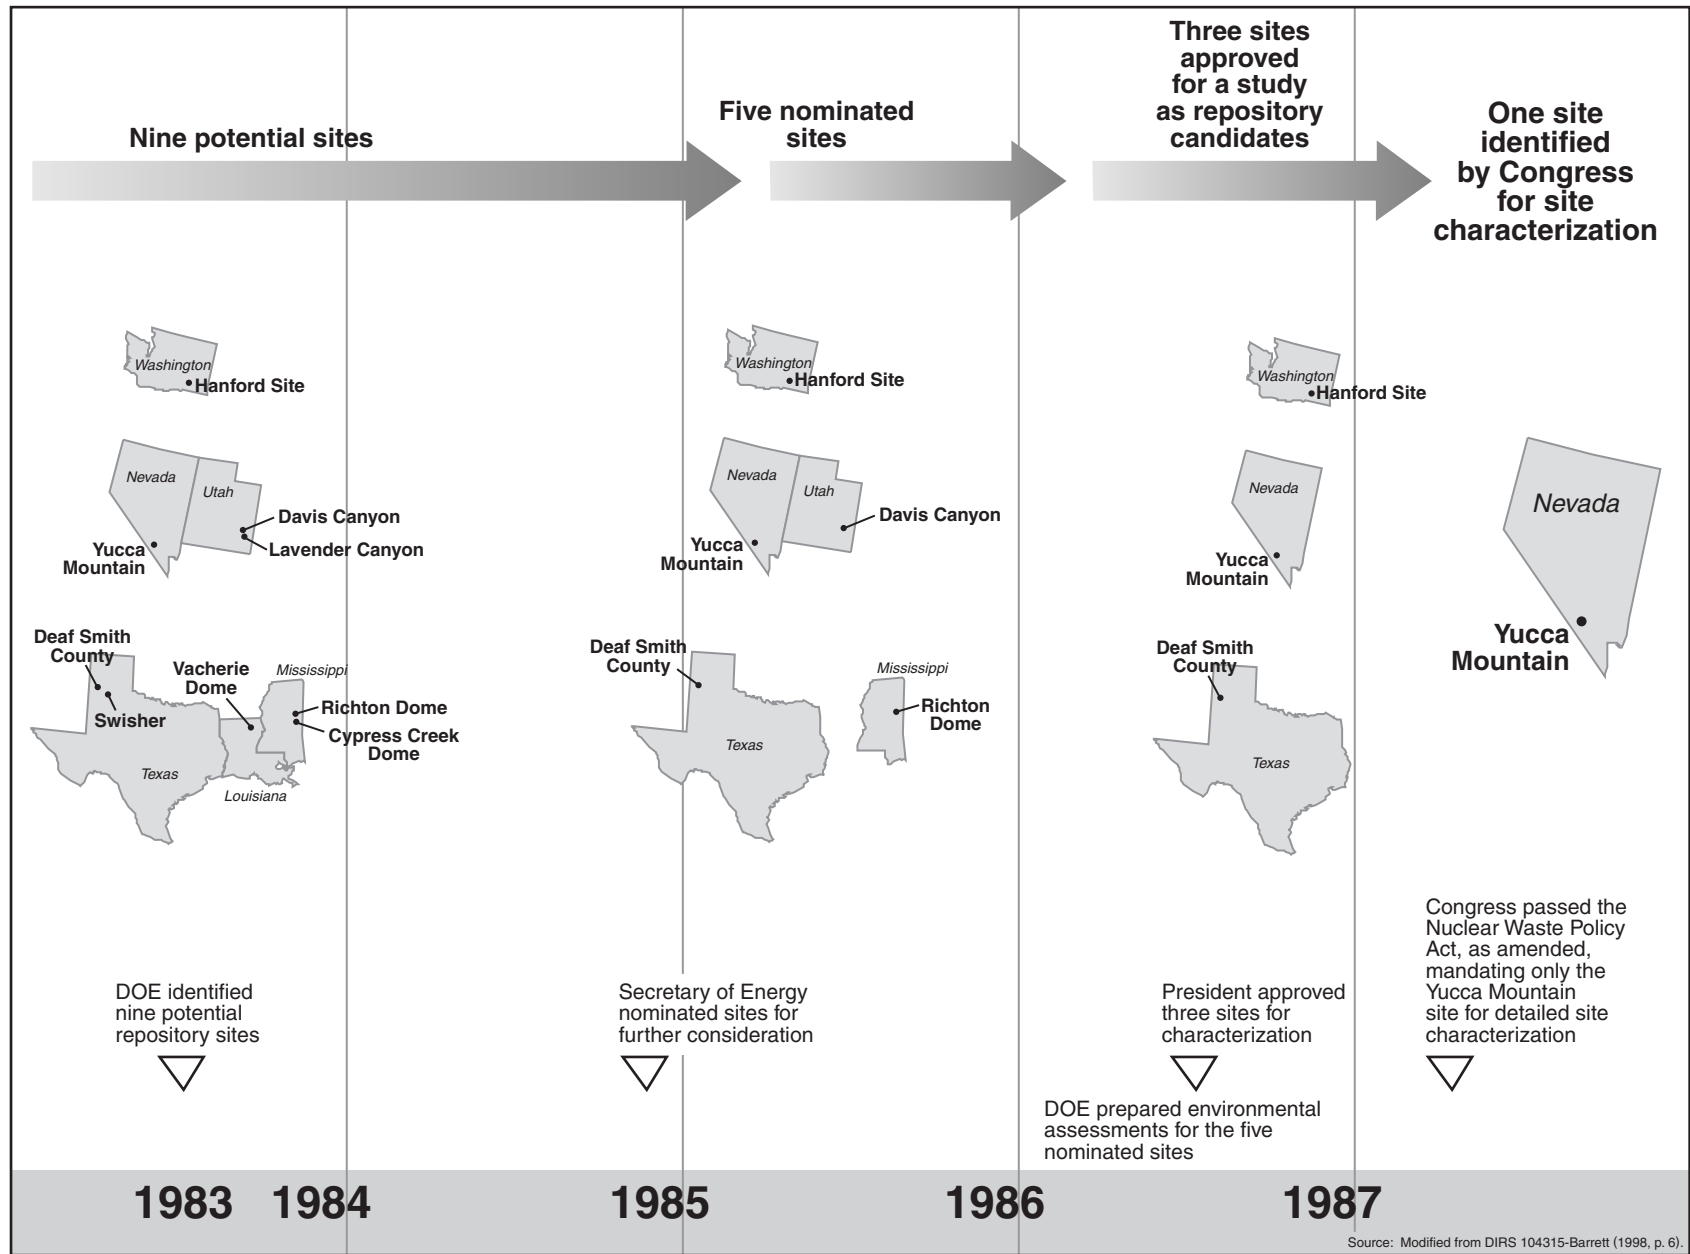 Nine potential sites
Five nominated
sites
Three sites
approved
for a study
as repository
candidates
One site
identified
by Congress
for site
characterization
Washington
Hanford Site
Nevada
Utah
Davis Canyon
Lavender Canyon
Yucca
Mountain
Deaf Smith
County
Swisher
Vacherie
Dome
Mississippi
Richton Dome
Cypress Creek
Dome
Texas
Louisiana
Washington
Hanford Site
Nevada
Utah
Davis Canyon
Yucca
Mountain
Deaf Smith
County
Mississippi
Richton
Dome
Texas
Washington
Hanford Site
Nevada
Yucca
Mountain
Deaf Smith
County
Texas
Nevada
Yucca
Mountain
DOE identified
nine potential
repository sites
Secretary of Energy
nominated sites for
further consideration
President approved
three sites for
characterization
DOE prepared environmental
assessments for the five
nominated sites
Congress passed the
Nuclear Waste Policy
Act, as amended,
mandating only the
Yucca Mountain
site for detailed site
characterization
1983 1984 1985 1986 1987
Source: Modified from DIRS 104315-Barrett (1998, p. 6).